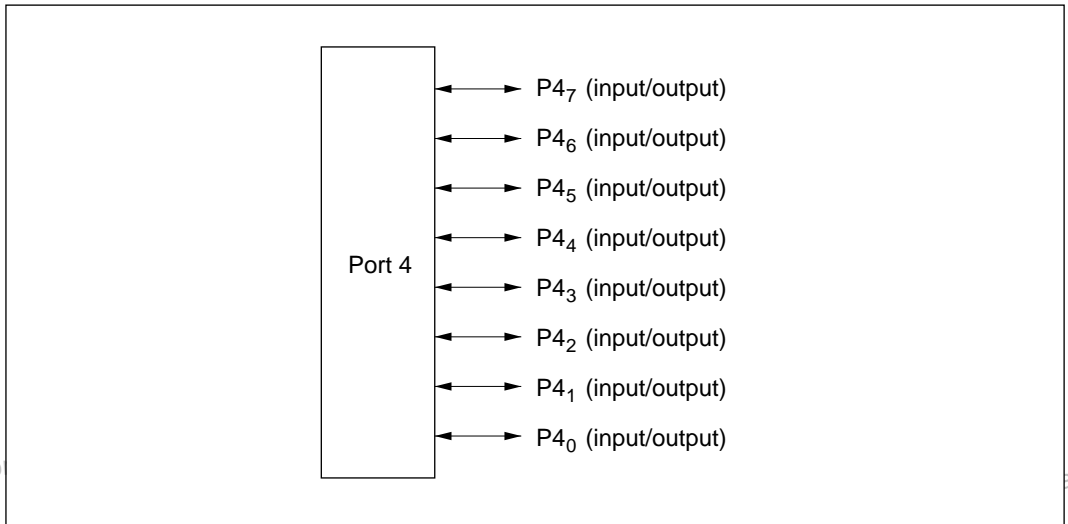 P4₇ (input/output)
P4₆ (input/output)
P4₅ (input/output)
P4₄ (input/output)
Port 4
P4₃ (input/output)
P4₂ (input/output)
P4₁ (input/output)
P4₀ (input/output)